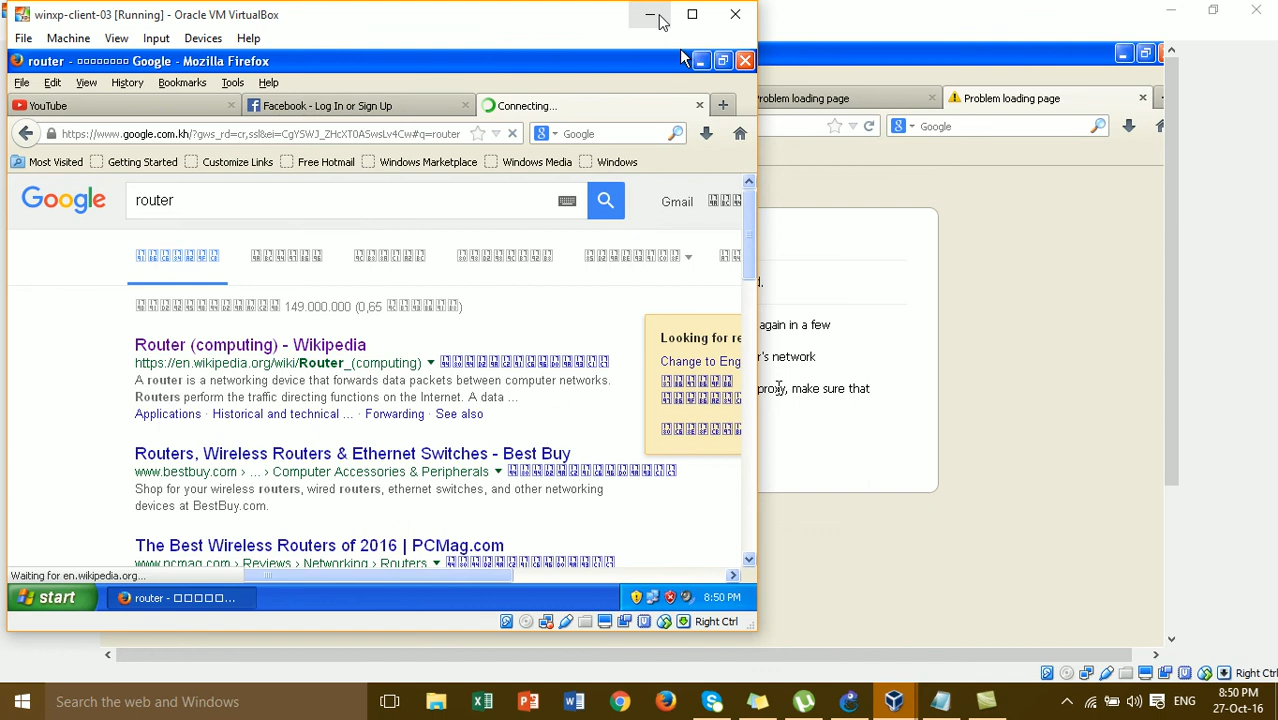 winxp-client-03 [Running] - Oracle VM VirtualBox
File Machine View Input Devices Help
router - Google - Mozilla Firefox
File Edit View History Bookmarks Tools Help
YouTube
Facebook - Log In or Sign Up
Connecting...
Problem loading page
Problem loading page
https://www.google.com.kh/?gws_rd=cr,ssl&ei=CgYSWJ_ZHcXT0ASwsLv4Cw#q=router
Google
Google
Most Visited Getting Started Customize Links Free Hotmail Windows Marketplace Windows Media Windows
Google
router
Gmail
149.000.000 (0,65
Looking for re
Change to Eng
Router (computing) - Wikipedia
https://en.wikipedia.org/wiki/Router_(computing)
A router is a networking device that forwards data packets between computer networks.
Routers perform the traffic directing functions on the Internet. A data ...
Applications · Historical and technical ... · Forwarding · See also
Routers, Wireless Routers & Ethernet Switches - Best Buy
www.bestbuy.com › ... › Computer Accessories & Peripherals
Shop for your wireless routers, wired routers, ethernet switches, and other networking
devices at BestBuy.com.
The Best Wireless Routers of 2016 | PCMag.com
www.pcmag.com › Reviews › Networking › Routers
d.
again in a few
r's network
proxy, make sure that
Waiting for en.wikipedia.org...
start
router -
8:50 PM
Right Ctrl
Right Ctrl
Search the web and Windows
ENG
8:50 PM
27-Oct-16